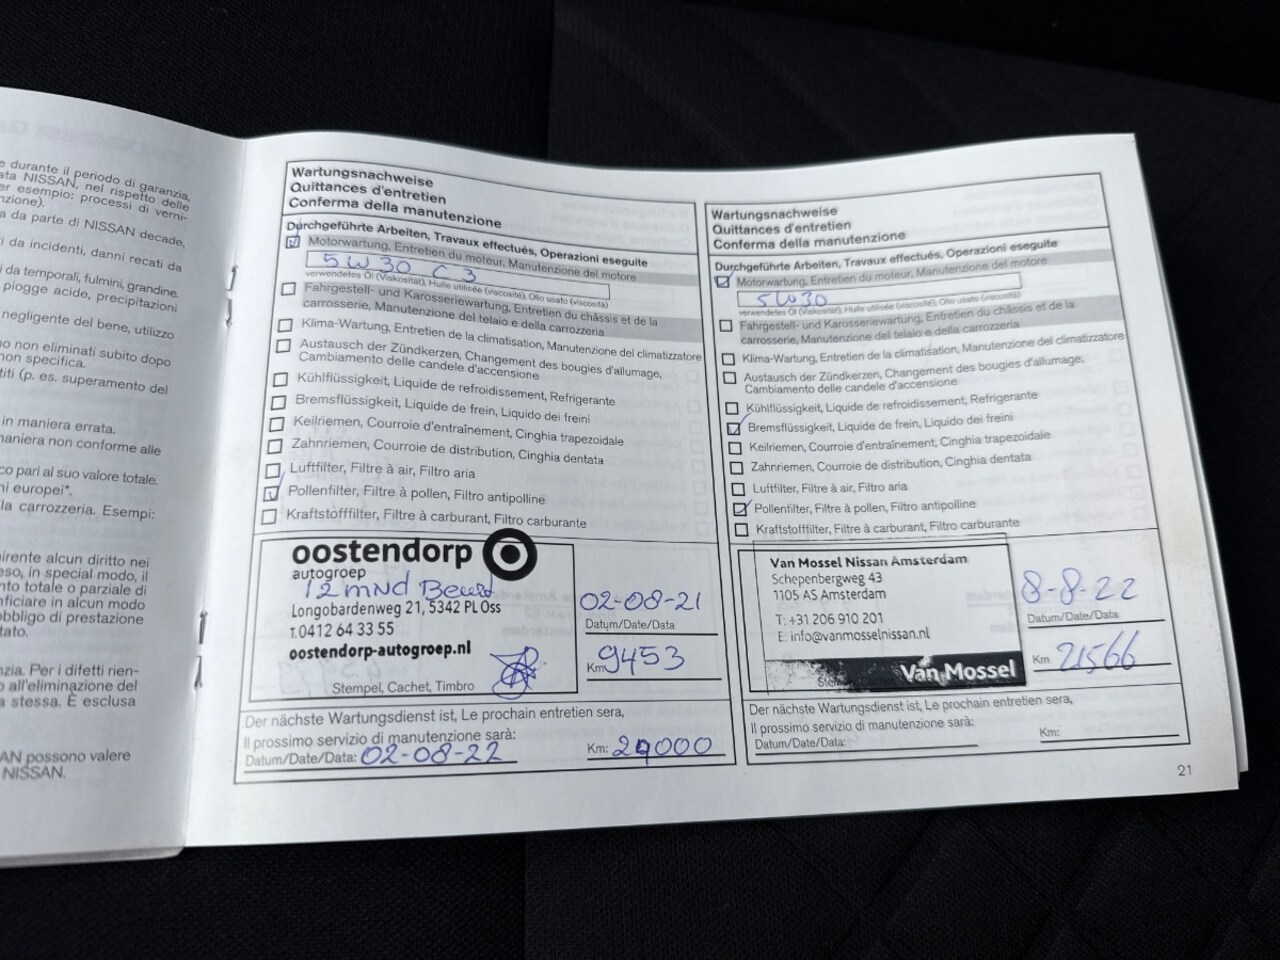 e durante il periodo di garanzia,
ata NISSAN, nel rispetto delle
er esempio: processi di verni-
nzione).
a da parte di NISSAN decade,
i da incidenti, danni recati da
da temporali, fulmini, grandine.
piogge acide, precipitazioni
negligente del bene, utilizzo
o non eliminati subito dopo
non specifica.
titi (p. es. superamento del
in maniera errata.
maniera non conforme alle
co pari al suo valore totale.
ni europei*.
la carrozzeria. Esempi:
irente alcun diritto nei
eso, in special modo, il
nto totale o parziale di
ficiare in alcun modo
obbligo di prestazione
tato.
nzia. Per i difetti rien-
o all'eliminazione del
a stessa. È esclusa
AN possono valere
NISSAN.
Wartungsnachweise
Quittances d'entretien
Conferma della manutenzione
Durchgeführte Arbeiten, Travaux effectués, Operazioni eseguite
Motorwartung, Entretien du moteur, Manutenzione del motore
5W30 C3
verwendetes Öl (Viskosität), Huile utilisée (viscosité), Olio usato (viscosità)
Fahrgestell- und Karosseriewartung, Entretien du châssis et de la
carrosserie, Manutenzione del telaio e della carrozzeria
Klima-Wartung, Entretien de la climatisation, Manutenzione del climatizzatore
Austausch der Zündkerzen, Changement des bougies d'allumage,
Cambiamento delle candele d'accensione
Kühlflüssigkeit, Liquide de refroidissement, Refrigerante
Bremsflüssigkeit, Liquide de frein, Liquido dei freini
Keilriemen, Courroie d'entraînement, Cinghia trapezoidale
Zahnriemen, Courroie de distribution, Cinghia dentata
Luftfilter, Filtre à air, Filtro aria
Pollenfilter, Filtre à pollen, Filtro antipolline
Kraftstofffilter, Filtre à carburant, Filtro carburante
oostendorp
autogroep
12 mnd Beurt
Longobardenweg 21, 5342 PL Oss
T.0412 64 33 55
oostendorp-autogroep.nl
Stempel, Cachet, Timbro
02-08-21
Datum/Date/Data
Km 9453
Der nächste Wartungsdienst ist, Le prochain entretien sera,
Il prossimo servizio di manutenzione sarà:
Datum/Date/Data: 02-08-22 Km: 29000
Wartungsnachweise
Quittances d'entretien
Conferma della manutenzione
Durchgeführte Arbeiten, Travaux effectués, Operazioni eseguite
Motorwartung, Entretien du moteur, Manutenzione del motore
5W30
verwendetes Öl (Viskosität), Huile utilisée (viscosité), Olio usato (viscosità)
Fahrgestell- und Karosseriewartung, Entretien du châssis et de la
carrosserie, Manutenzione del telaio e della carrozzeria
Klima-Wartung, Entretien de la climatisation, Manutenzione del climatizzatore
Austausch der Zündkerzen, Changement des bougies d'allumage,
Cambiamento delle candele d'accensione
Kühlflüssigkeit, Liquide de refroidissement, Refrigerante
Bremsflüssigkeit, Liquide de frein, Liquido dei freini
Keilriemen, Courroie d'entraînement, Cinghia trapezoidale
Zahnriemen, Courroie de distribution, Cinghia dentata
Luftfilter, Filtre à air, Filtro aria
Pollenfilter, Filtre à pollen, Filtro antipolline
Kraftstofffilter, Filtre à carburant, Filtro carburante
Van Mossel Nissan Amsterdam
Schepenbergweg 43
1105 AS Amsterdam
T: +31 206 910 201
E: info@vanmosselnissan.nl
Van Mossel
8-8-22
Datum/Date/Data
Km 21566
Der nächste Wartungsdienst ist, Le prochain entretien sera,
Il prossimo servizio di manutenzione sarà:
Datum/Date/Data: Km:
21